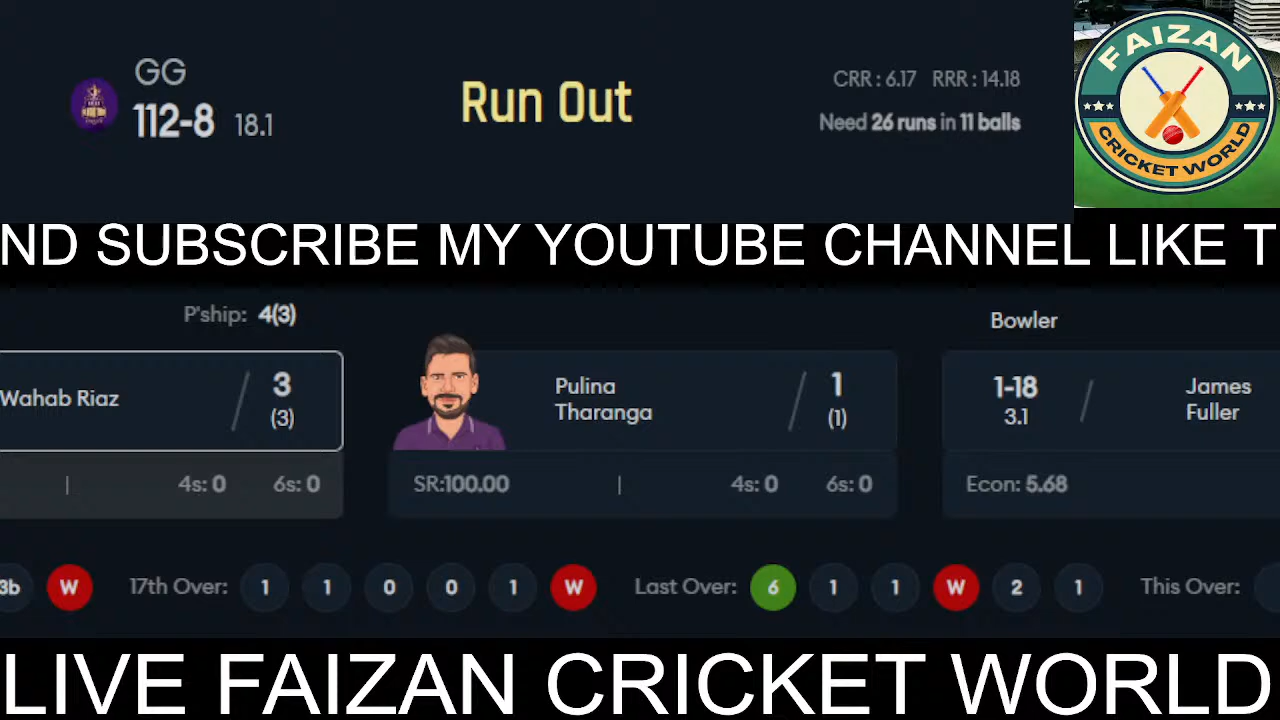 GG
112-8 18.1
Run Out
CRR : 6.17 RRR : 14.18
Need 26 runs in 11 balls
FAIZAN
CRICKET WORLD
ND SUBSCRIBE MY YOUTUBE CHANNEL LIKE T
P'ship: 4(3)
Bowler
Wahab Riaz / 3 (3)
Pulina Tharanga / 1 (1)
1-18 3.1 / James Fuller
| 4s: 0 6s: 0
SR:100.00 | 4s: 0 6s: 0
Econ: 5.68
3b W 17th Over: 1 1 0 0 1 W Last Over: 6 1 1 W 2 1 This Over:
LIVE FAIZAN CRICKET WORLD